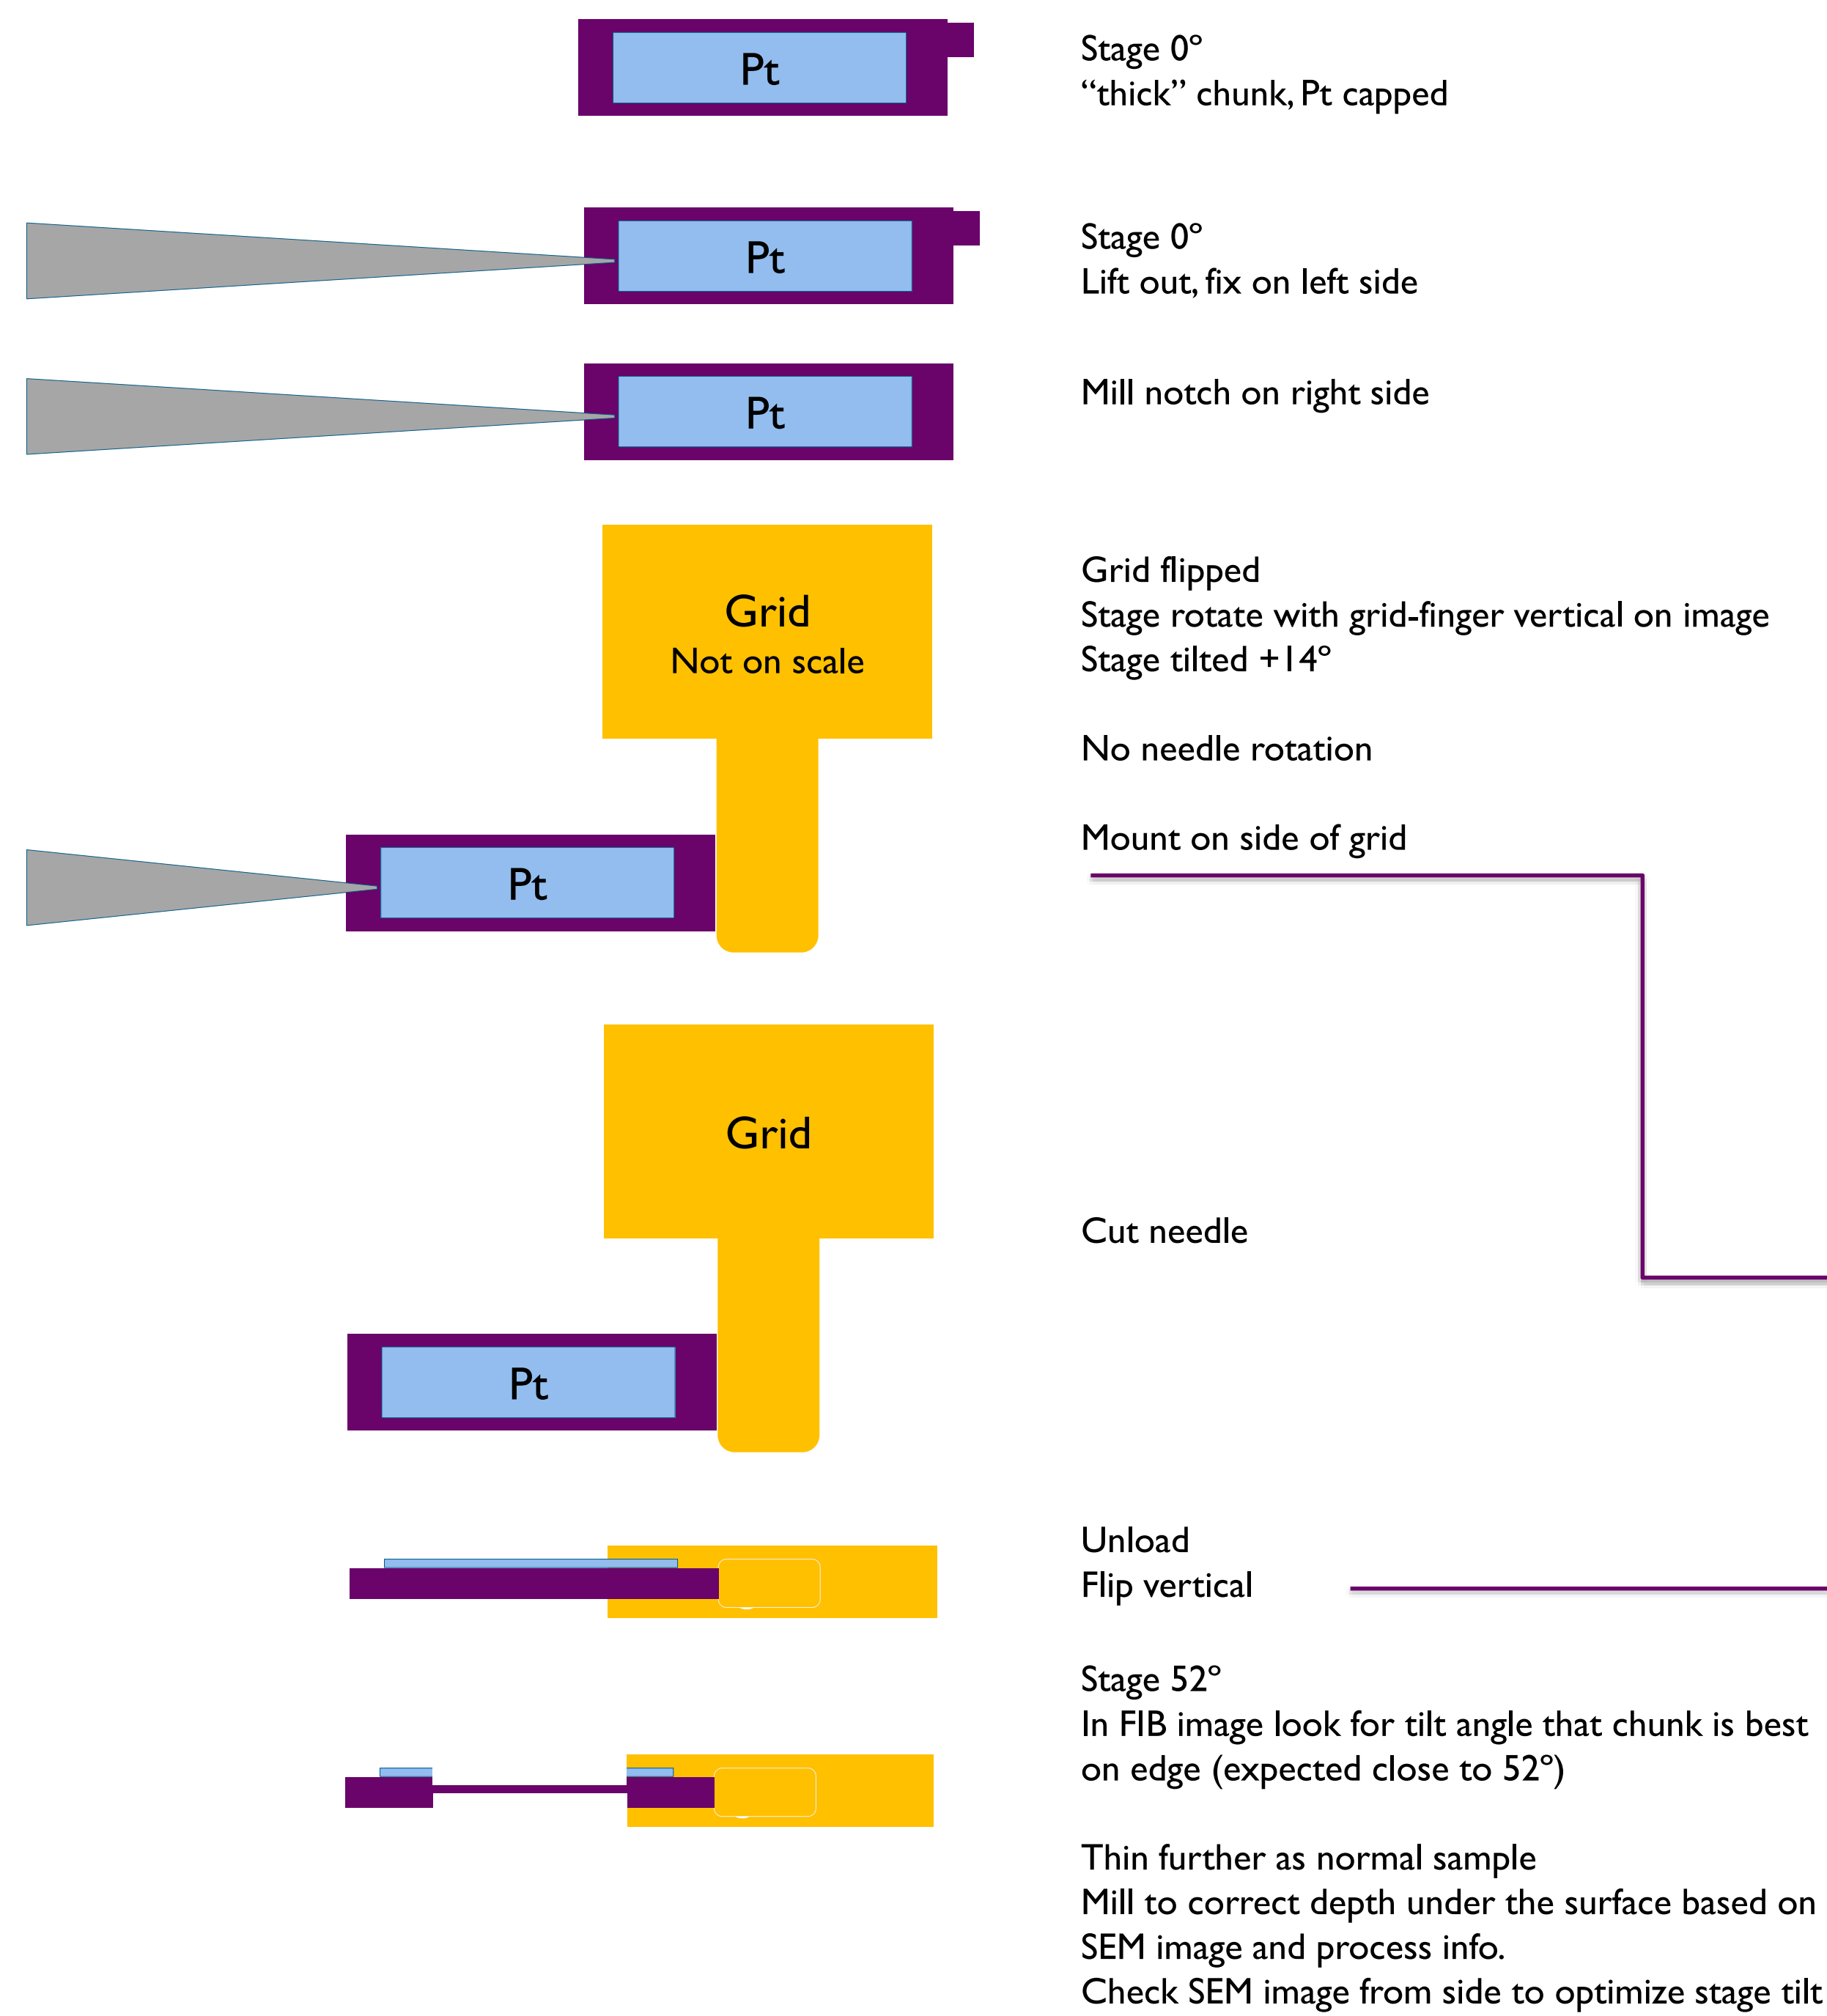 Pt
Stage 0º
“thick” chunk, Pt capped
Pt
Stage 0º
Lift out, fix on left side
Pt
Mill notch on right side
Grid
Not on scale
Grid flipped
Stage rotate with grid-finger vertical on image
Stage tilted +14º
No needle rotation
Mount on side of grid
Pt
Grid
Cut needle
Pt
Unload
Flip vertical
Stage 52º
In FIB image look for tilt angle that chunk is best
on edge (expected close to 52º)
Thin further as normal sample
Mill to correct depth under the surface based on
SEM image and process info.
Check SEM image from side to optimize stage tilt